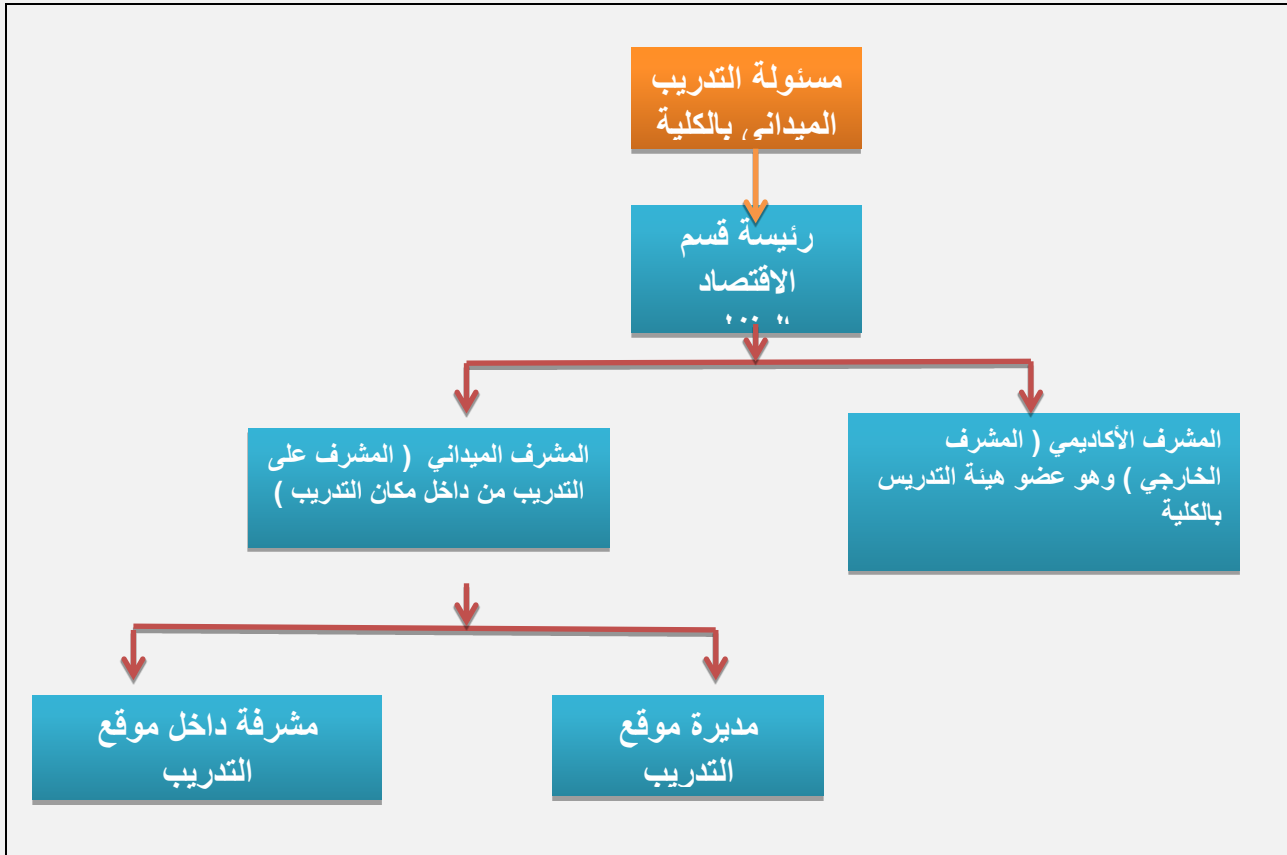 مسئولة التدريب
الميداني بالكلية
رئيسة قسم
الاقتصاد
المشرف الأكاديمي ( المشرف
الخارجي ) وهو عضو هيئة التدريس
بالكلية
المشرف الميداني ( المشرف على
التدريب من داخل مكان التدريب )
مديرة موقع
التدريب
مشرفة داخل موقع
التدريب